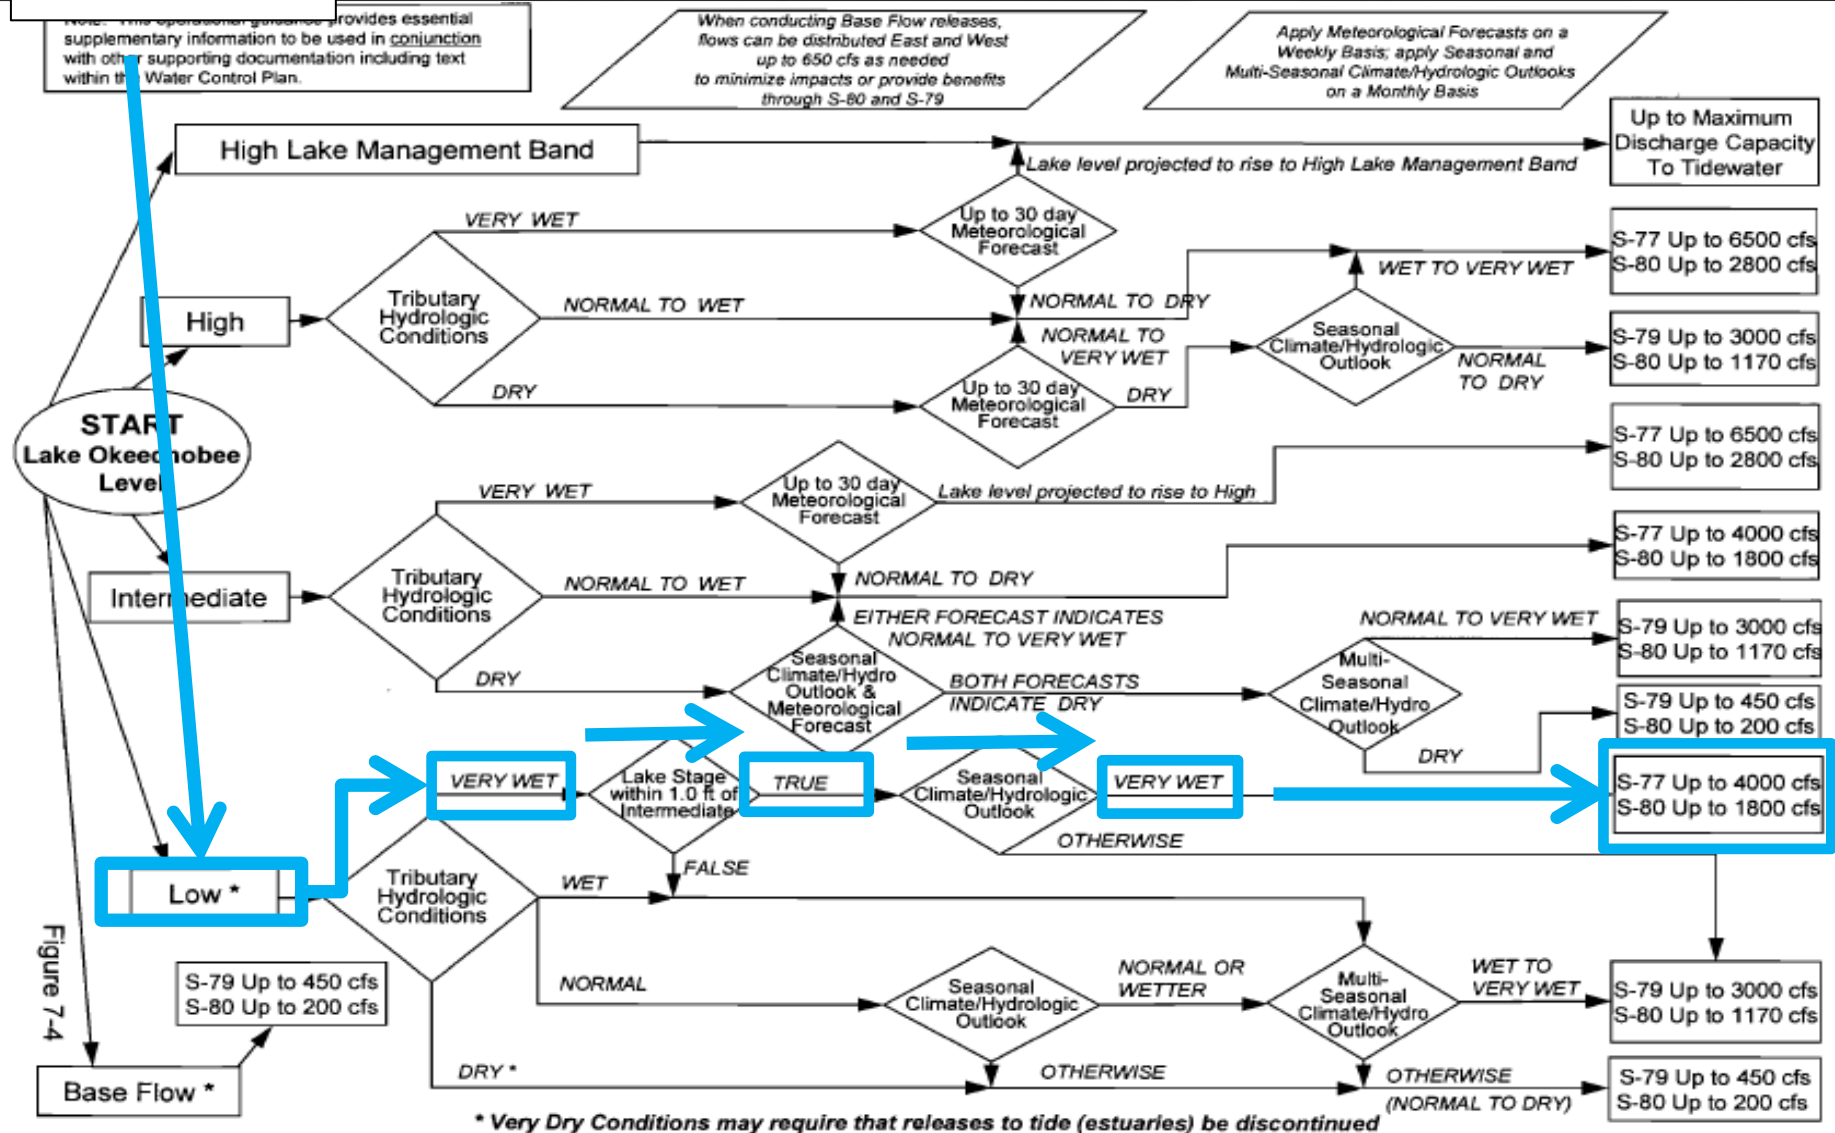 Note: This operational guidance provides essential
supplementary information to be used in conjunction
with other supporting documentation including text
within the Water Control Plan.
When conducting Base Flow releases,
flows can be distributed East and West
up to 650 cfs as needed
to minimize impacts or provide benefits
through S-80 and S-79
Apply Meteorological Forecasts on a
Weekly Basis; apply Seasonal and
Multi-Seasonal Climate/Hydrologic Outlooks
on a Monthly Basis
High Lake Management Band
Lake level projected to rise to High Lake Management Band
Up to Maximum
Discharge Capacity
To Tidewater
VERY WET
Up to 30 day
Meteorological
Forecast
S-77 Up to 6500 cfs
S-80 Up to 2800 cfs
WET TO VERY WET
High
Tributary
Hydrologic
Conditions
NORMAL TO WET
NORMAL TO DRY
NORMAL TO
VERY WET
Seasonal
Climate/Hydrologic
Outlook
NORMAL
TO DRY
S-79 Up to 3000 cfs
S-80 Up to 1170 cfs
DRY
Up to 30 day
Meteorological
Forecast
DRY
START
Lake Okeechobee
Level
VERY WET
Up to 30 day
Meteorological
Forecast
Lake level projected to rise to High
S-77 Up to 6500 cfs
S-80 Up to 2800 cfs
S-77 Up to 4000 cfs
S-80 Up to 1800 cfs
Intermediate
Tributary
Hydrologic
Conditions
NORMAL TO WET
NORMAL TO DRY
EITHER FORECAST INDICATES
NORMAL TO VERY WET
NORMAL TO VERY WET
S-79 Up to 3000 cfs
S-80 Up to 1170 cfs
DRY
Seasonal
Climate/Hydro
Outlook &
Meteorological
Forecast
BOTH FORECASTS
INDICATE DRY
Multi-
Seasonal
Climate/Hydro
Outlook
DRY
S-79 Up to 450 cfs
S-80 Up to 200 cfs
VERY WET
Lake Stage
within 1.0 ft of
Intermediate
TRUE
Seasonal
Climate/Hydrologic
Outlook
VERY WET
S-77 Up to 4000 cfs
S-80 Up to 1800 cfs
OTHERWISE
FALSE
Low *
Tributary
Hydrologic
Conditions
WET
NORMAL
Seasonal
Climate/Hydrologic
Outlook
NORMAL OR
WETTER
Multi-
Seasonal
Climate/Hydro
Outlook
WET TO
VERY WET
S-79 Up to 3000 cfs
S-80 Up to 1170 cfs
Figure 7-4
S-79 Up to 450 cfs
S-80 Up to 200 cfs
Base Flow *
DRY *
OTHERWISE
OTHERWISE
(NORMAL TO DRY)
S-79 Up to 450 cfs
S-80 Up to 200 cfs
* Very Dry Conditions may require that releases to tide (estuaries) be discontinued